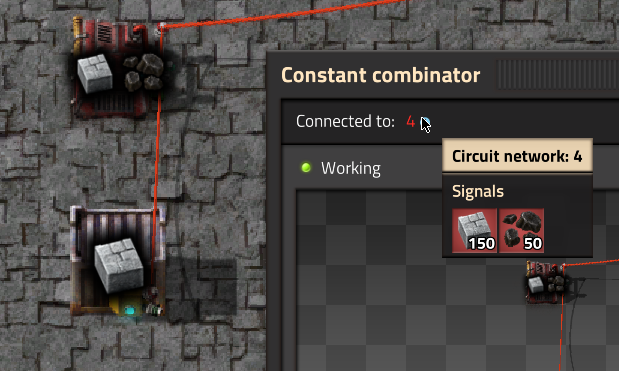 Constant combinator
Connected to: 4
Circuit network: 4
Working
Signals
150 50